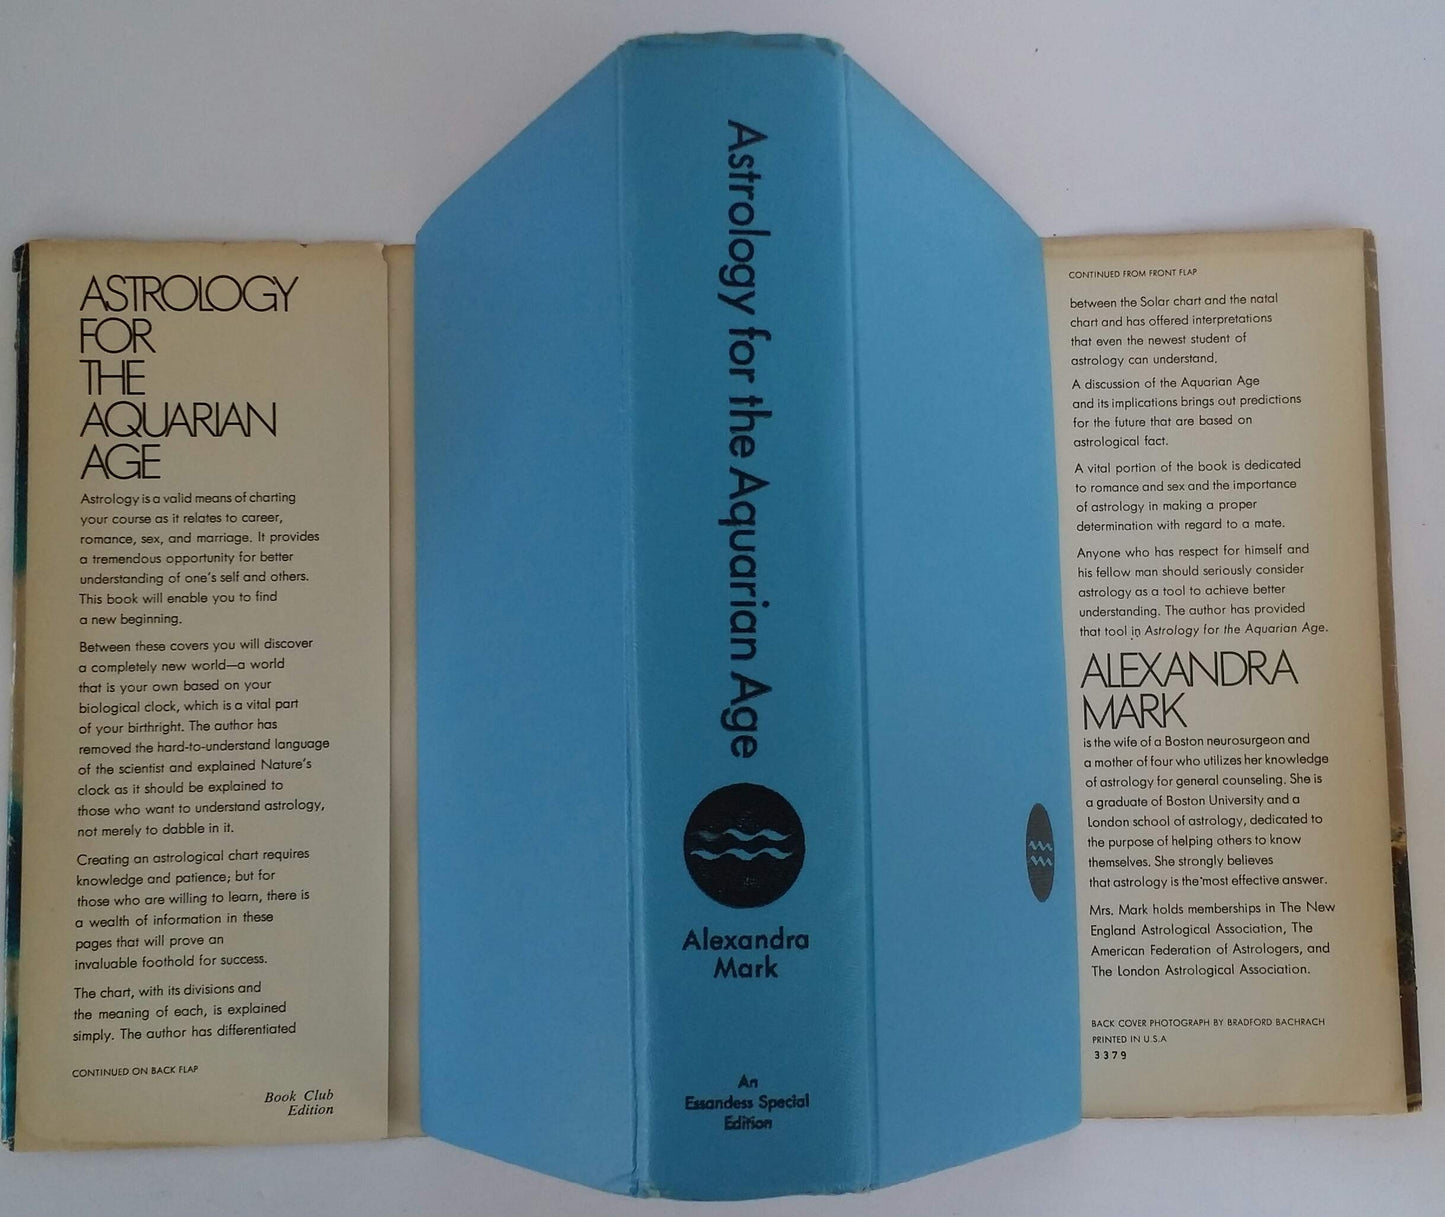 ASTROLOGY
FOR
THE
AQUARIAN
AGE
Astrology is a valid means of charting
your course as it relates to career,
romance, sex, and marriage. It provides
a tremendous opportunity for better
understanding of one's self and others.
This book will enable you to find
a new beginning.
Between these covers you will discover
a completely new world—a world
that is your own based on your
biological clock, which is a vital part
of your birthright. The author has
removed the hard-to-understand language
of the scientist and explained Nature's
clock as it should be explained to
those who want to understand astrology,
not merely to dabble in it.
Creating an astrological chart requires
knowledge and patience; but for
those who are willing to learn, there is
a wealth of information in these
pages that will prove an
invaluable foothold for success.
The chart, with its divisions and
the meaning of each, is explained
simply. The author has differentiated
CONTINUED ON BACK FLAP
Book Club
Edition
Astrology for the Aquarian Age
Alexandra
Mark
An
Essandess Special
Edition
CONTINUED FROM FRONT FLAP
between the Solar chart and the natal
chart and has offered interpretations
that even the newest student of
astrology can understand.
A discussion of the Aquarian Age
and its implications brings out predictions
for the future that are based on
astrological fact.
A vital portion of the book is dedicated
to romance and sex and the importance
of astrology in making a proper
determination with regard to a mate.
Anyone who has respect for himself and
his fellow man should seriously consider
astrology as a tool to achieve better
understanding. The author has provided
that tool in Astrology for the Aquarian Age.
ALEXANDRA
MARK
is the wife of a Boston neurosurgeon and
a mother of four who utilizes her knowledge
of astrology for general counseling. She is
a graduate of Boston University and a
London school of astrology, dedicated to
the purpose of helping others to know
themselves. She strongly believes
that astrology is the most effective answer.
Mrs. Mark holds memberships in The New
England Astrological Association, The
American Federation of Astrologers, and
The London Astrological Association.
BACK COVER PHOTOGRAPH BY BRADFORD BACHRACH
PRINTED IN U.S.A
3379